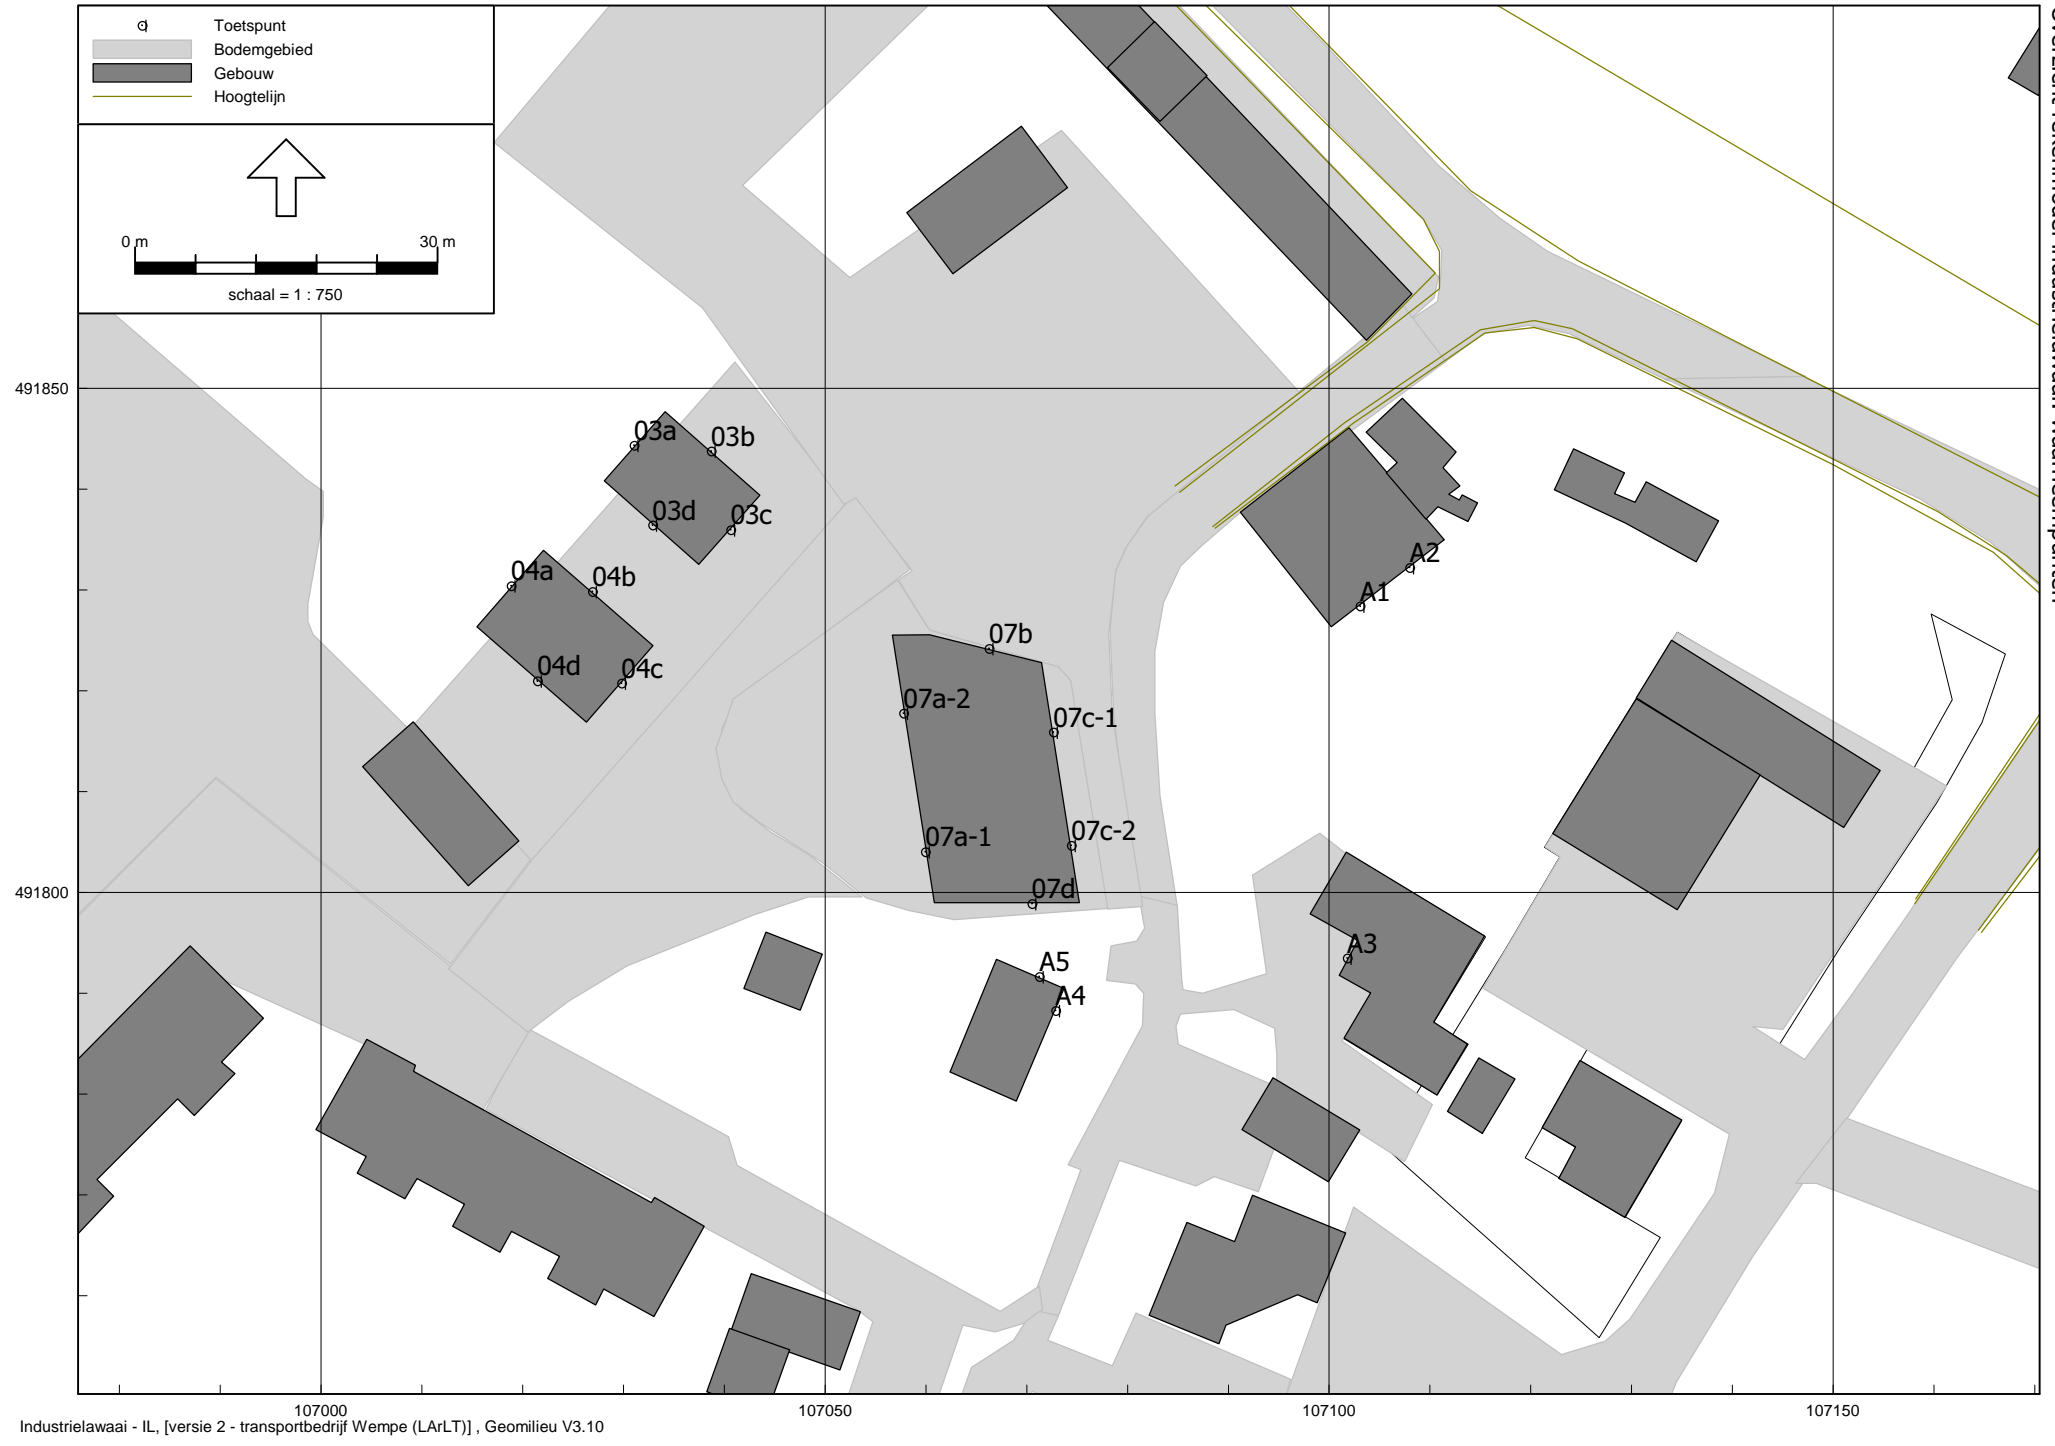 Toetspunt
Bodemgebied
Gebouw
Hoogtelijn
0 m
30 m
schaal = 1 : 750
491850
491800
03a
03b
03c
03d
04a
04b
04c
04d
07b
07a-2
07c-1
07a-1
07c-2
07d
A2
A1
A3
A5
A4
107000
107050
107100
107150
Industrielawaai - IL, [versie 2 - transportbedrijf Wempe (LArLT)] , Geomilieu V3.10